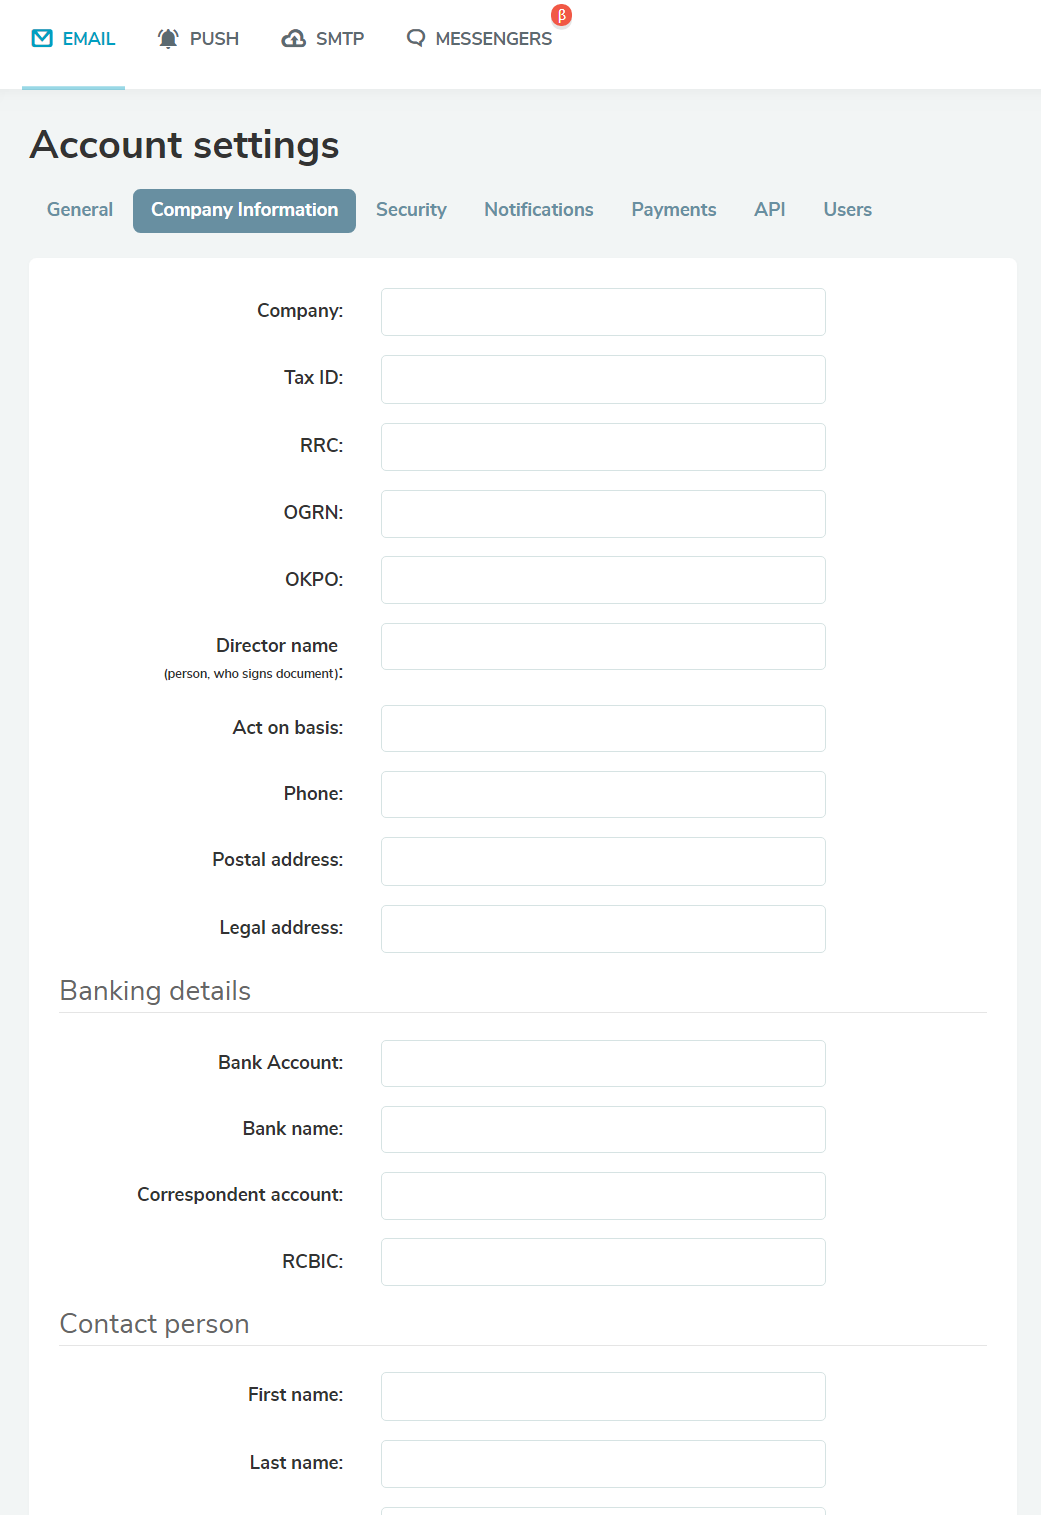 EMAIL PUSH SMTP MESSENGERS β
Account settings
General Company Information Security Notifications Payments API Users
Company:
Tax ID:
RRC:
OGRN:
OKPO:
Director name
(person, who signs document):
Act on basis:
Phone:
Postal address:
Legal address:
Banking details
Bank Account:
Bank name:
Correspondent account:
RCBIC:
Contact person
First name:
Last name: